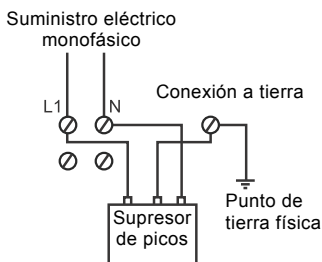 Suministro eléctrico
monofásico
L1
N
Conexión a tierra
Punto de
tierra física
Supresor
de picos